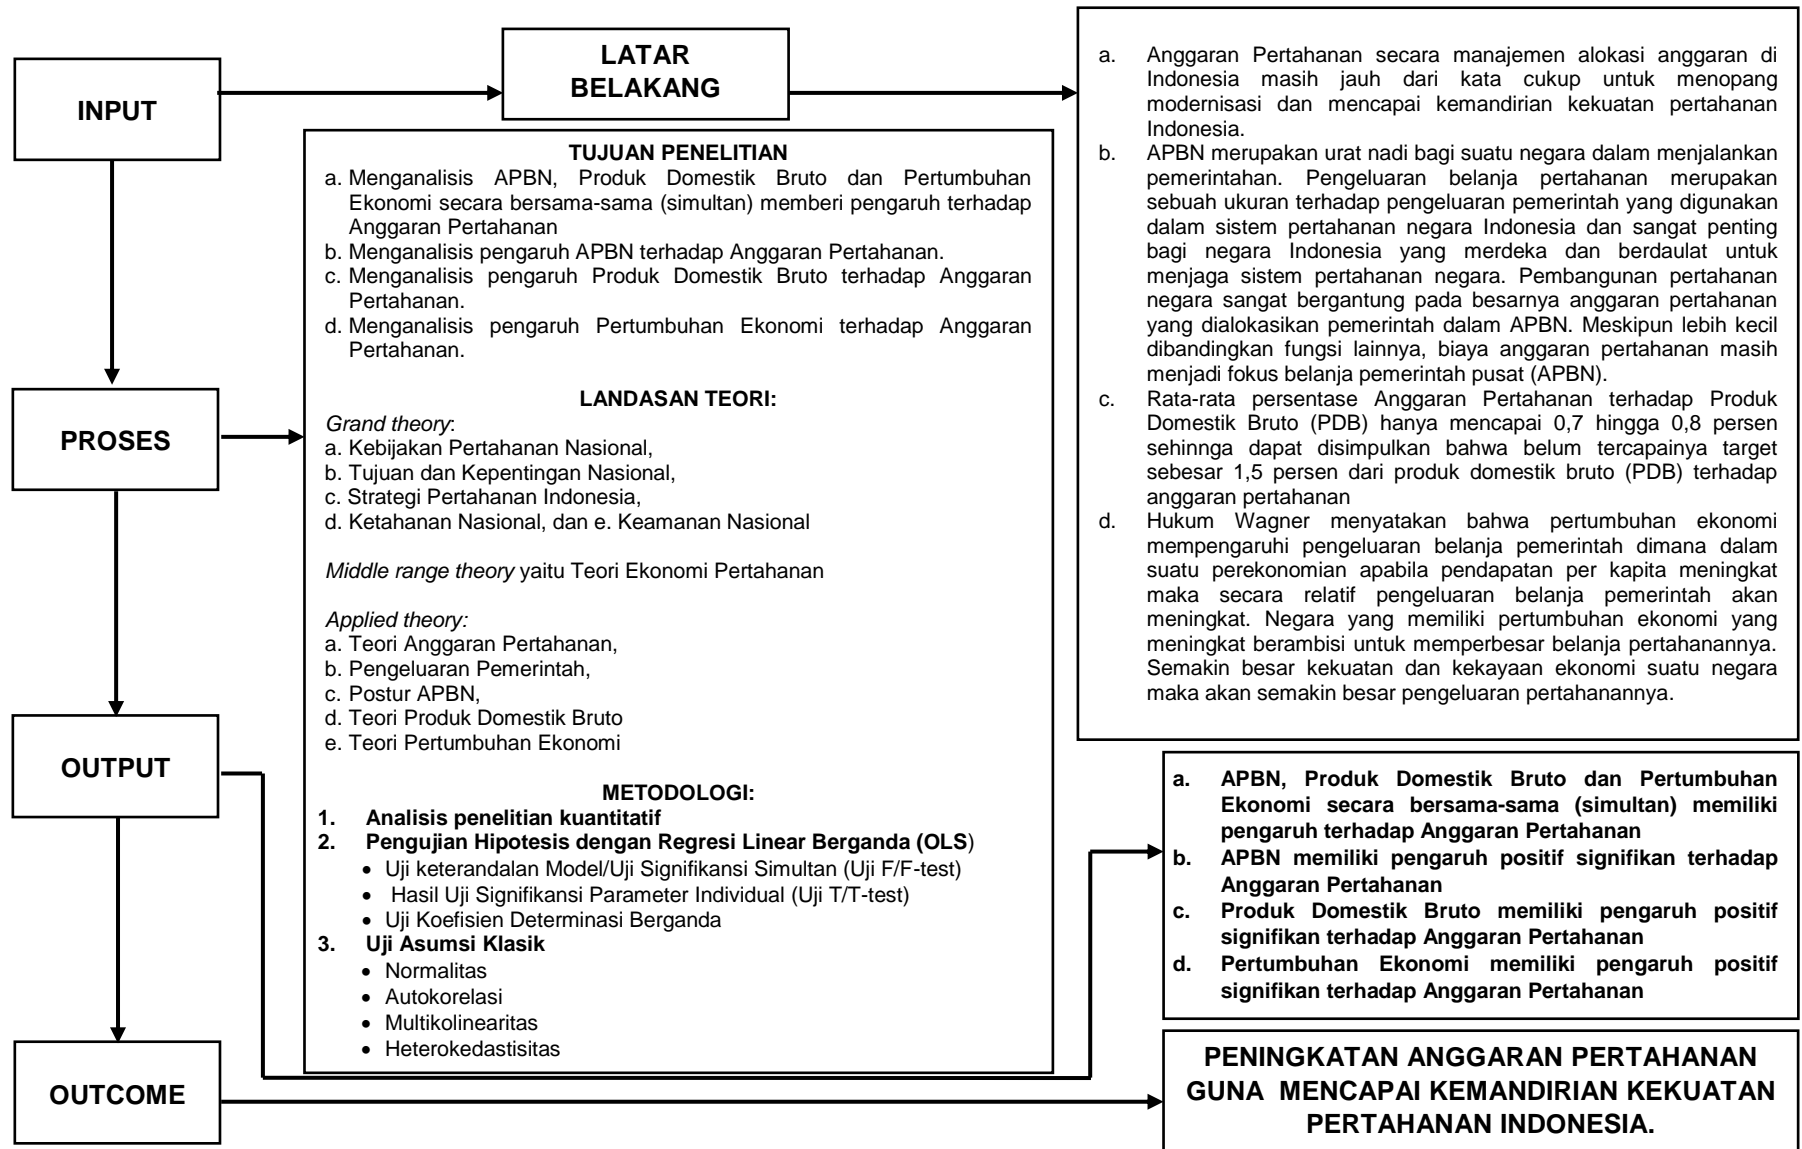 INPUT
LATAR
BELAKANG
a. Anggaran Pertahanan secara manajemen alokasi anggaran di
Indonesia masih jauh dari kata cukup untuk menopang
modernisasi dan mencapai kemandirian kekuatan pertahanan
Indonesia.
b. APBN merupakan urat nadi bagi suatu negara dalam menjalankan
pemerintahan. Pengeluaran belanja pertahanan merupakan
sebuah ukuran terhadap pengeluaran pemerintah yang digunakan
dalam sistem pertahanan negara Indonesia dan sangat penting
bagi negara Indonesia yang merdeka dan berdaulat untuk
menjaga sistem pertahanan negara. Pembangunan pertahanan
negara sangat bergantung pada besarnya anggaran pertahanan
yang dialokasikan pemerintah dalam APBN. Meskipun lebih kecil
dibandingkan fungsi lainnya, biaya anggaran pertahanan masih
menjadi fokus belanja pemerintah pusat (APBN).
c. Rata-rata persentase Anggaran Pertahanan terhadap Produk
Domestik Bruto (PDB) hanya mencapai 0,7 hingga 0,8 persen
sehinnga dapat disimpulkan bahwa belum tercapainya target
sebesar 1,5 persen dari produk domestik bruto (PDB) terhadap
anggaran pertahanan
d. Hukum Wagner menyatakan bahwa pertumbuhan ekonomi
mempengaruhi pengeluaran belanja pemerintah dimana dalam
suatu perekonomian apabila pendapatan per kapita meningkat
maka secara relatif pengeluaran belanja pemerintah akan
meningkat. Negara yang memiliki pertumbuhan ekonomi yang
meningkat berambisi untuk memperbesar belanja pertahanannya.
Semakin besar kekuatan dan kekayaan ekonomi suatu negara
maka akan semakin besar pengeluaran pertahanannya.
PROSES
TUJUAN PENELITIAN
a. Menganalisis APBN, Produk Domestik Bruto dan Pertumbuhan
Ekonomi secara bersama-sama (simultan) memberi pengaruh terhadap
Anggaran Pertahanan
b. Menganalisis pengaruh APBN terhadap Anggaran Pertahanan.
c. Menganalisis pengaruh Produk Domestik Bruto terhadap Anggaran
Pertahanan.
d. Menganalisis pengaruh Pertumbuhan Ekonomi terhadap Anggaran
Pertahanan.
LANDASAN TEORI:
Grand theory:
a. Kebijakan Pertahanan Nasional,
b. Tujuan dan Kepentingan Nasional,
c. Strategi Pertahanan Indonesia,
d. Ketahanan Nasional, dan e. Keamanan Nasional
Middle range theory yaitu Teori Ekonomi Pertahanan
Applied theory:
a. Teori Anggaran Pertahanan,
b. Pengeluaran Pemerintah,
c. Postur APBN,
d. Teori Produk Domestik Bruto
e. Teori Pertumbuhan Ekonomi
METODOLOGI:
1. Analisis penelitian kuantitatif
2. Pengujian Hipotesis dengan Regresi Linear Berganda (OLS)
• Uji keterandalan Model/Uji Signifikansi Simultan (Uji F/F-test)
• Hasil Uji Signifikansi Parameter Individual (Uji T/T-test)
• Uji Koefisien Determinasi Berganda
3. Uji Asumsi Klasik
• Normalitas
• Autokorelasi
• Multikolinearitas
• Heterokedastisitas
OUTPUT
a. APBN, Produk Domestik Bruto dan Pertumbuhan
Ekonomi secara bersama-sama (simultan) memiliki
pengaruh terhadap Anggaran Pertahanan
b. APBN memiliki pengaruh positif signifikan terhadap
Anggaran Pertahanan
c. Produk Domestik Bruto memiliki pengaruh positif
signifikan terhadap Anggaran Pertahanan
d. Pertumbuhan Ekonomi memiliki pengaruh positif
signifikan terhadap Anggaran Pertahanan
OUTCOME
PENINGKATAN ANGGARAN PERTAHANAN
GUNA MENCAPAI KEMANDIRIAN KEKUATAN
PERTAHANAN INDONESIA.